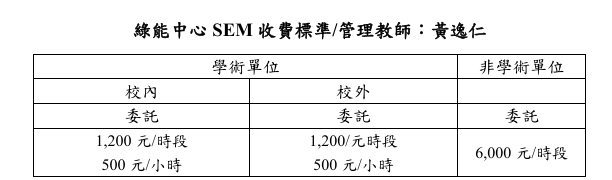 綠能中心 SEM 收費標準/管理教師：黃逸仁
學術單位 非學術單位
校內 校外
委託 委託 委託
1,200 元/時段 1,200/元時段 6,000 元/時段
500 元/小時 500 元/小時